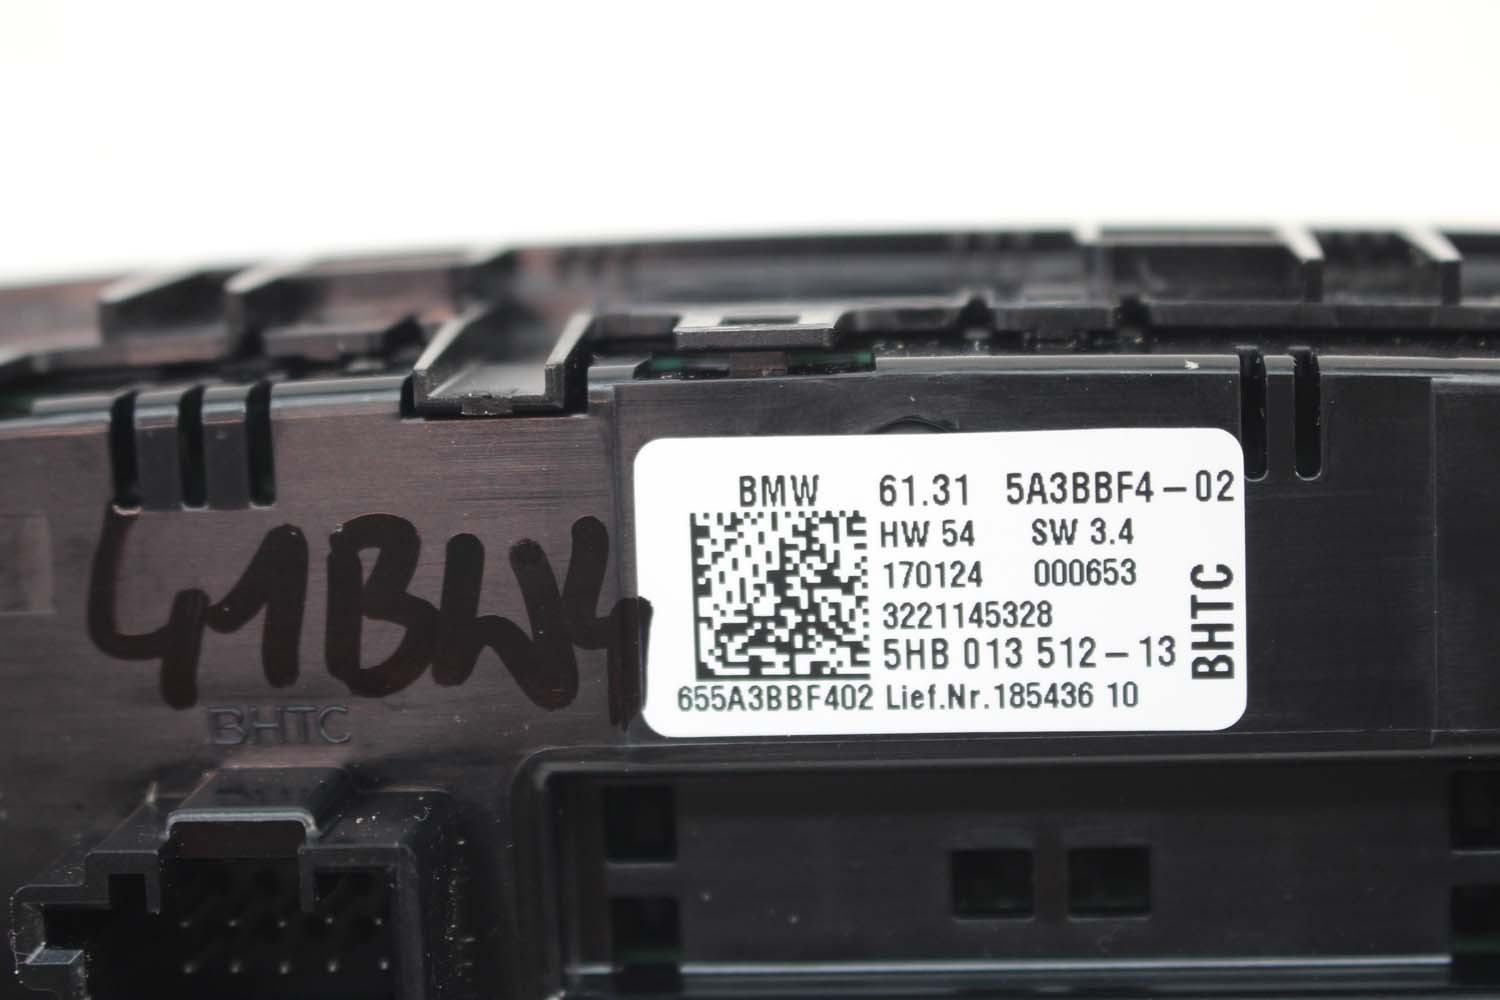 BMW 61.31 5A3BBF4-02
HW 54 SW 3.4
170124 000653
3221145328
5HB 013 512-13
655A3BBF402 Lief.Nr.185436 10
BHTC
41BW4
BHTC